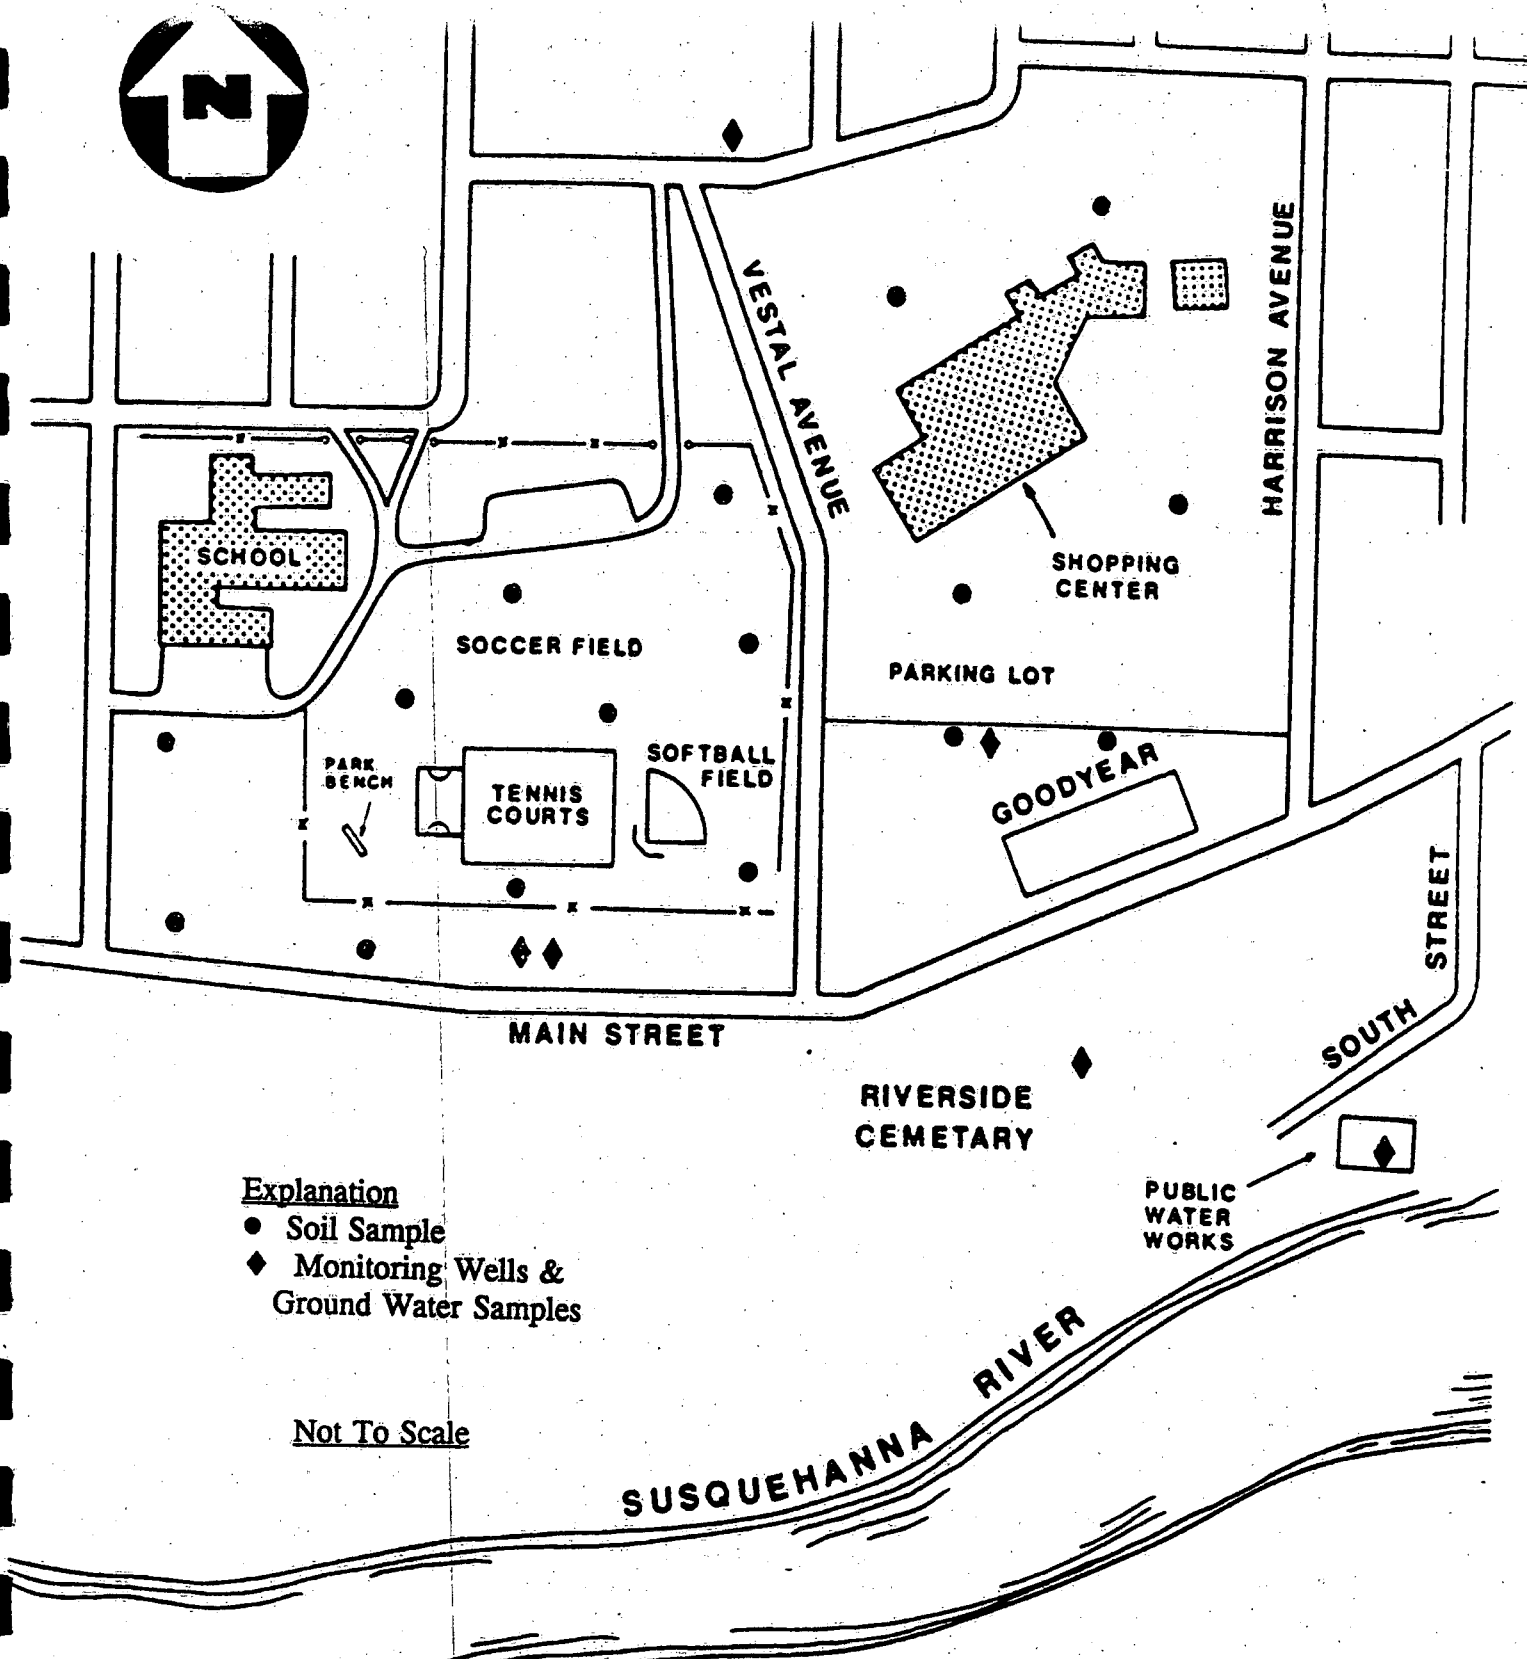 N
VESTAL AVENUE
HARRISON AVENUE
SCHOOL
SHOPPING
CENTER
SOCCER FIELD
PARKING LOT
PARK
BENCH
TENNIS
COURTS
SOFTBALL
FIELD
GOODYEAR
MAIN STREET
SOUTH STREET
RIVERSIDE
CEMETARY
PUBLIC
WATER
WORKS
Explanation
Soil Sample
Monitoring Wells &
Ground Water Samples
Not To Scale
SUSQUEHANNA RIVER